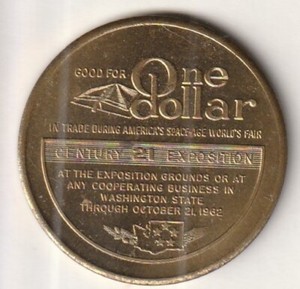 GOOD FOR One
dollar
IN TRADE DURING AMERICA'S SPACE-AGE WORLD'S FAIR
CENTURY 21 EXPOSITION
AT THE EXPOSITION GROUNDS OR AT
ANY COOPERATING BUSINESS IN
WASHINGTON STATE
THROUGH OCTOBER 21, 1962